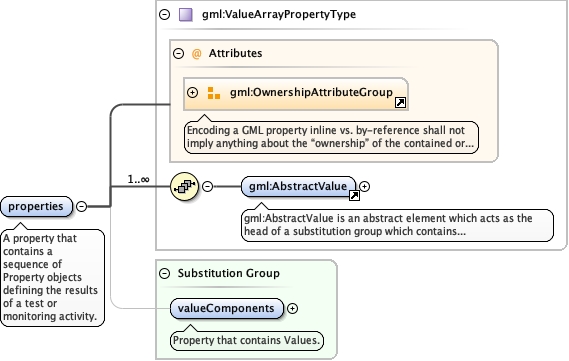 gml:ValueArrayPropertyType
@ Attributes
gml:OwnershipAttributeGroup
Encoding a GML property inline vs. by-reference shall not
imply anything about the “ownership” of the contained or...
1..∞
gml:AbstractValue
gml:AbstractValue is an abstract element which acts as the
head of a substitution group which contains...
properties
A property that
contains a
sequence of
Property objects
defining the results
of a test or
monitoring activity.
Substitution Group
valueComponents
Property that contains Values.